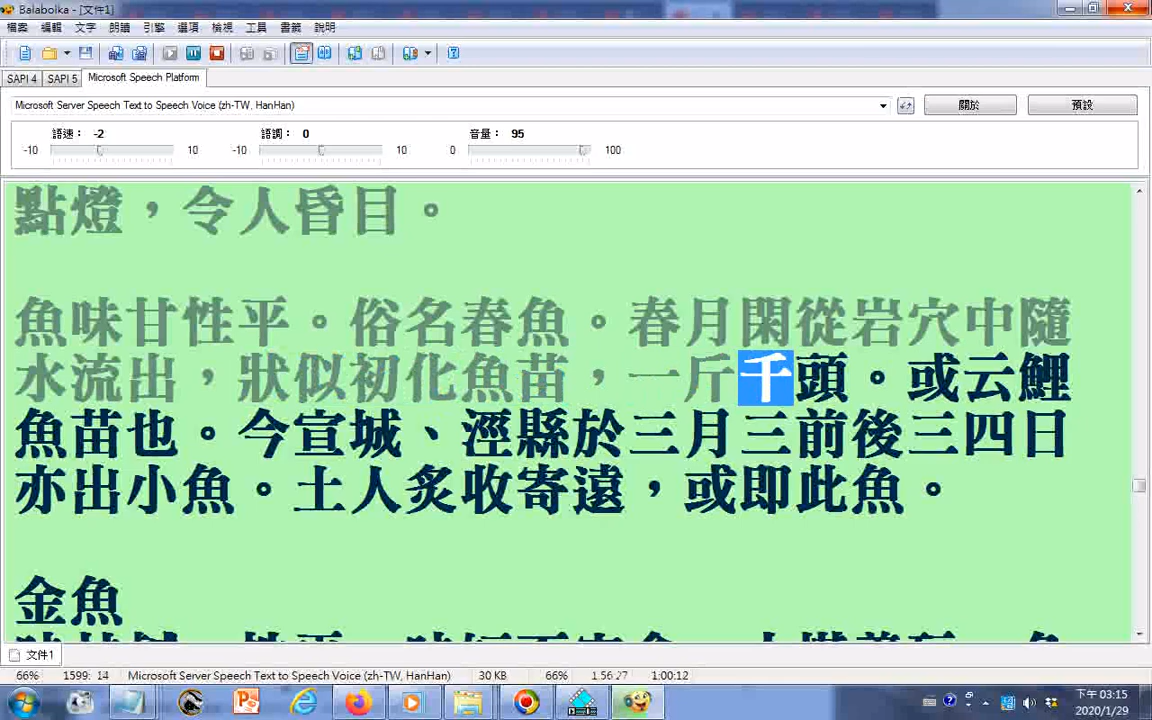 Balabolka - [文件1]
檔案 編輯 文字 朗讀 引擎 選項 檢視 工具 書籤 說明
SAPI 4 SAPI 5 Microsoft Speech Platform
Microsoft Server Speech Text to Speech Voice (zh-TW, HanHan) 關於 預設
語速： -2 語調： 0 音量： 95
-10 10 -10 10 0 100
點燈，令人昏目。
魚味甘性平。俗名春魚。春月閑從岩穴中隨
水流出，狀似初化魚苗，一斤千頭。或云鯉
魚苗也。今宣城、涇縣於三月三前後三四日
亦出小魚。土人炙收寄遠，或即此魚。
金魚
文件1
66% 1599: 14 Microsoft Server Speech Text to Speech Voice (zh-TW, HanHan) 30 KB 66% 1:56:27 1:00:12
下午 03:15
2020/1/29